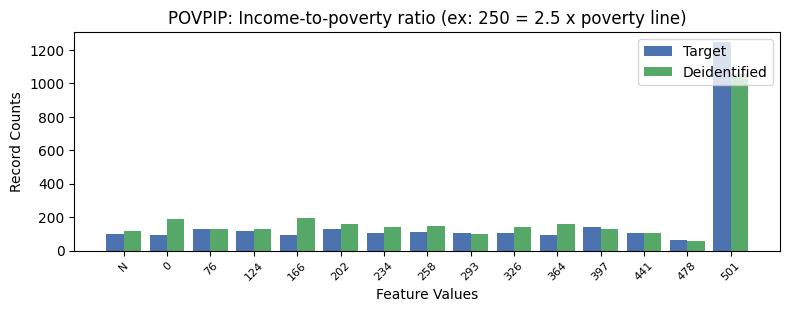 POVPIP: Income-to-poverty ratio (ex: 250 = 2.5 x poverty line)
Target
Deidentified
Record Counts
1200
1000
800
600
400
200
0
N 0 76 124 166 202 234 258 293 326 364 397 441 478 501
Feature Values